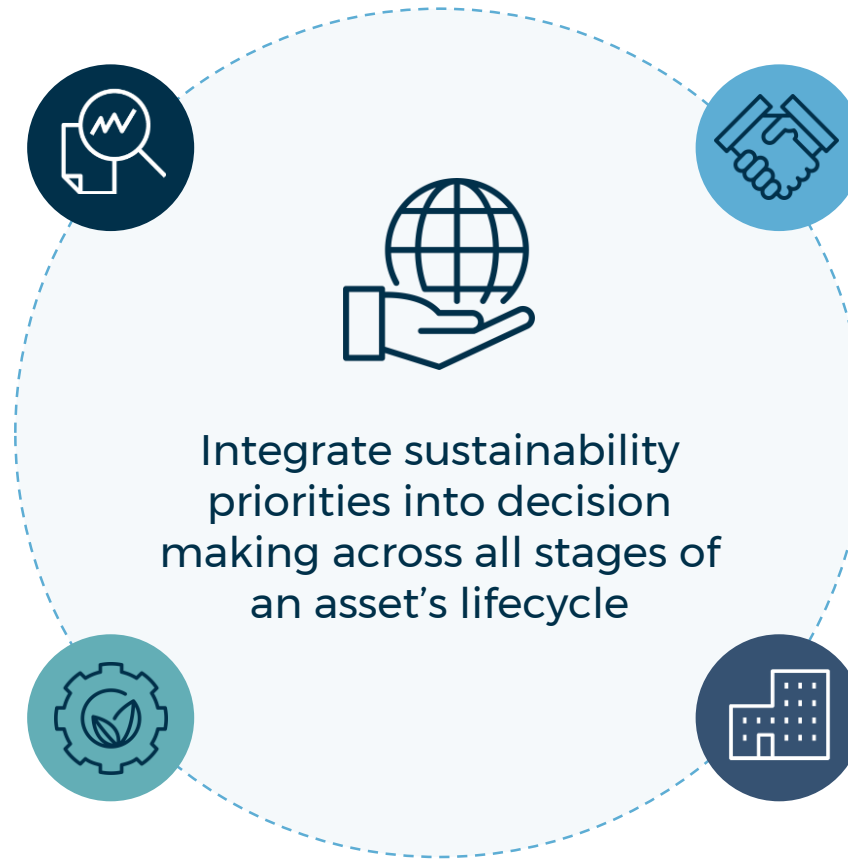 Integrate sustainability
priorities into decision
making across all stages of
an asset’s lifecycle